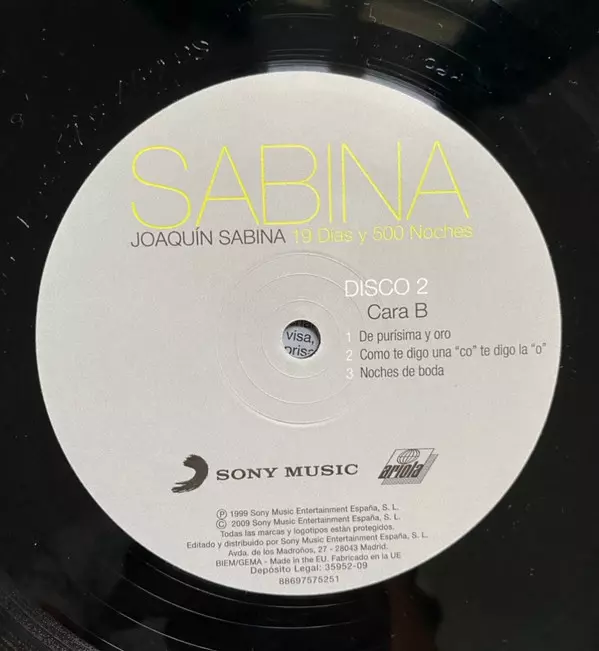 SABINA
JOAQUÍN SABINA 19 Días y 500 Noches
DISCO 2
Cara B
1 De purísima y oro
2 Como te digo una “co” te digo la “o”
3 Noches de boda
visa,
SONY MUSIC
ariola
Ⓟ 1999 Sony Music Entertainment España, S. L.
© 2009 Sony Music Entertainment España, S. L.
Todas las marcas y logotipos están protegidos.
Editado y distribuido por Sony Music Entertainment España, S. L.
Avda. de los Madroños, 27 - 28043 Madrid.
BIEM/GEMA - Made in the EU. Fabricado en la UE
Depósito Legal: 35952-09
88697575251